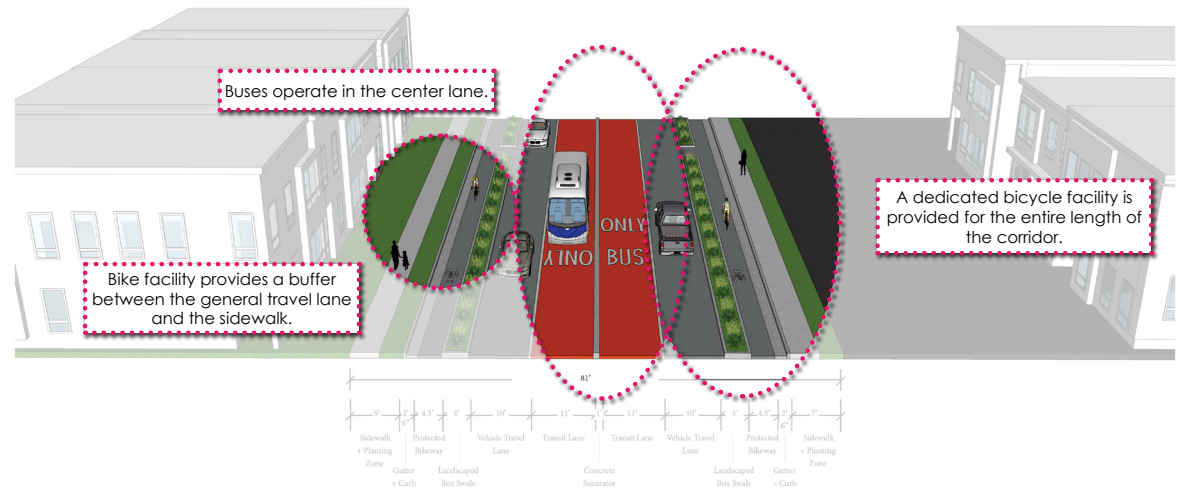 Buses operate in the center lane.
A dedicated bicycle facility is
provided for the entire length of
the corridor.
Bike facility provides a buffer
between the general travel lane
and the sidewalk.
ONLY
ONLY BUS
81'
9' 2' 6" 4.5' 4' 10' 11' 1' 11' 10' 4' 4.5' 2' 6" 7'
Sidewalk
+ Planting
Zone
Gutter
+ Curb
Protected
Bikeway
Landscaped
Box Swale
Vehicle Travel
Lane
Transit Lane
Concrete
Separator
Transit Lane
Vehicle Travel
Lane
Landscaped
Box Swale
Protected
Bikeway
Gutter
+ Curb
Sidewalk
+ Planting
Zone